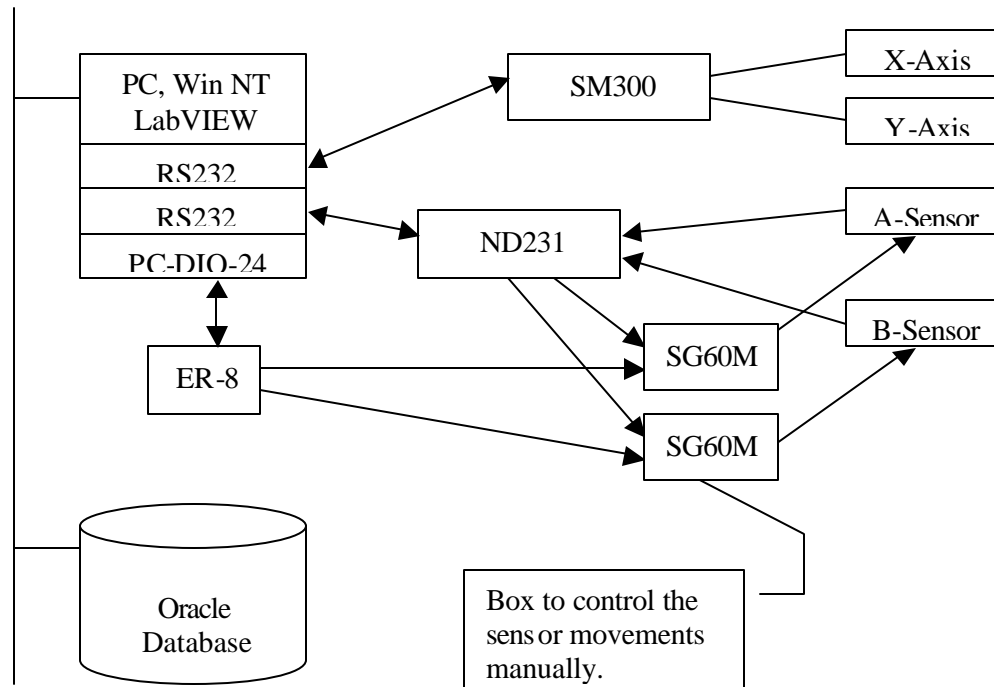 PC, Win NT
LabVIEW
RS232
RS232
PC-DIO-24
SM300
X-Axis
Y-Axis
ND231
A-Sensor
B-Sensor
SG60M
SG60M
ER-8
Oracle
Database
Box to control the
sensor movements
manually.